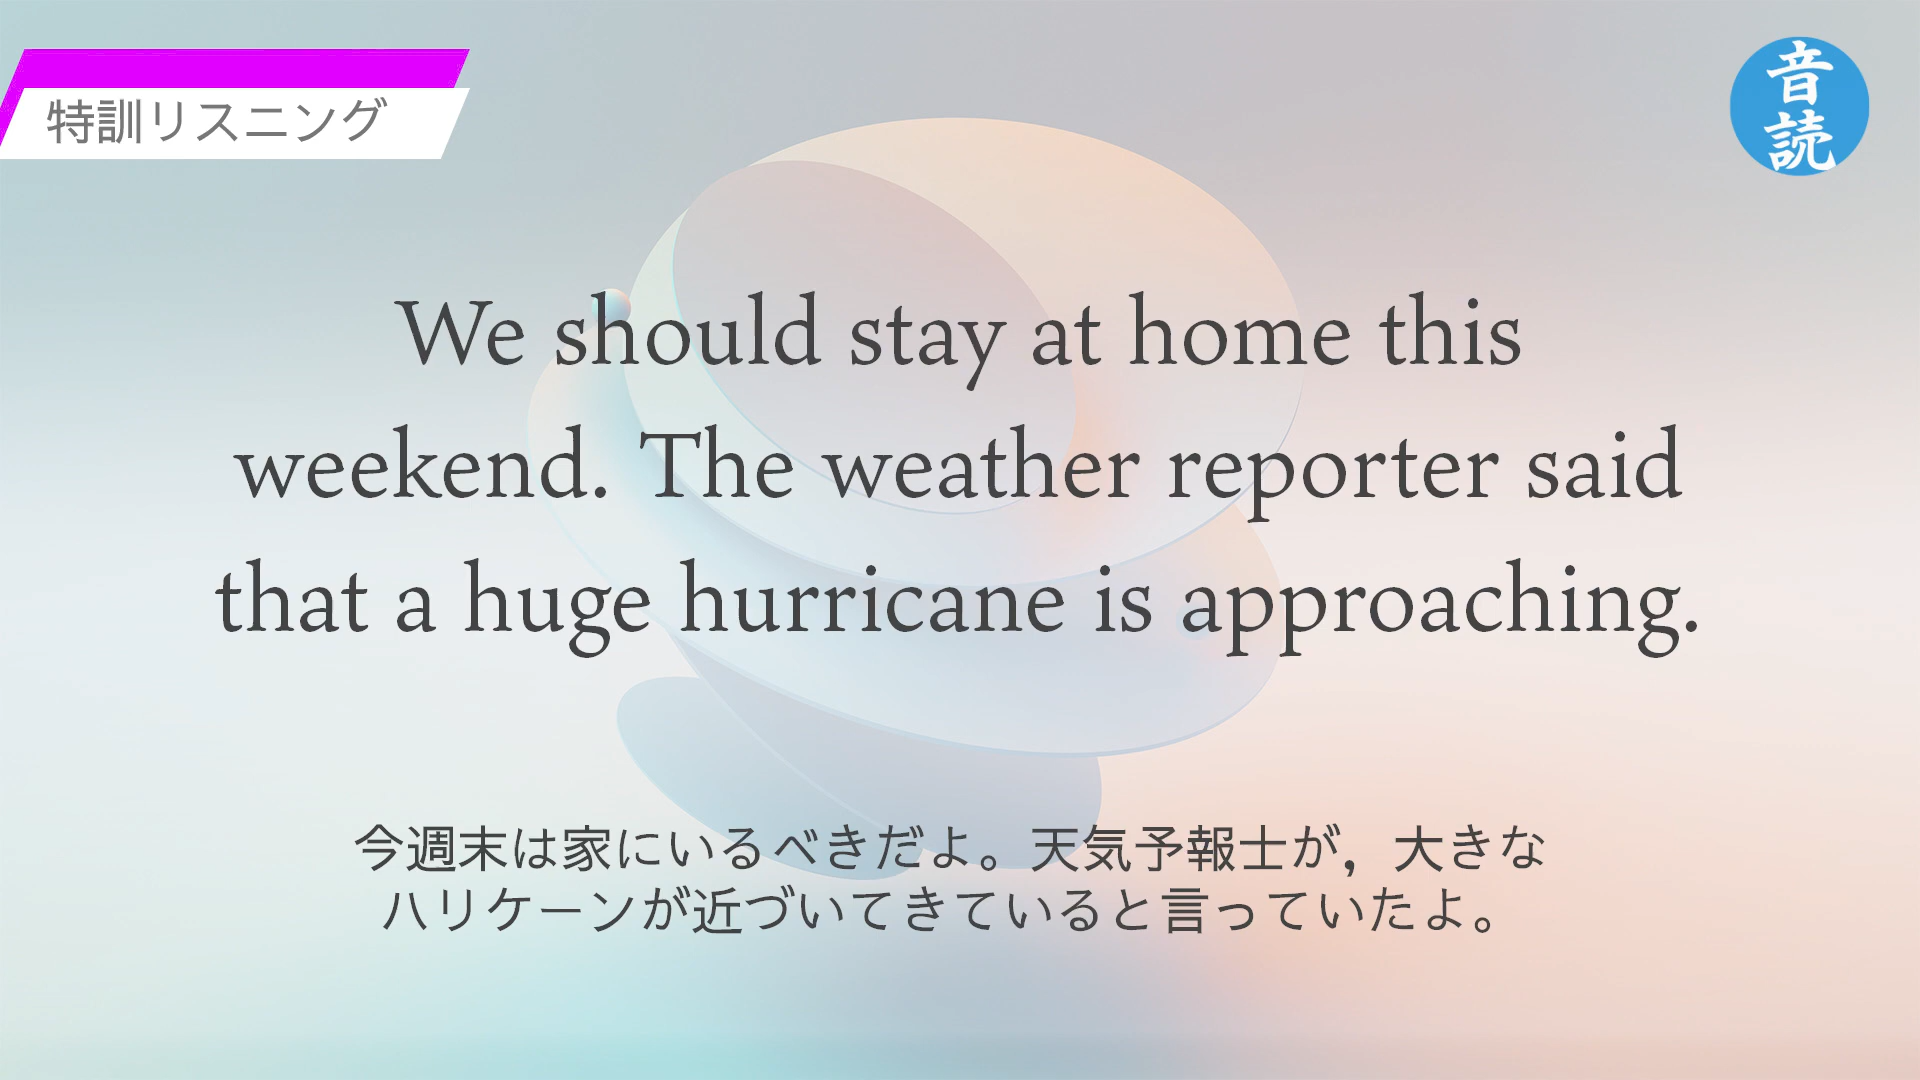 特訓リスニング
音
読
We should stay at home this
weekend. The weather reporter said
that a huge hurricane is approaching.
今週末は家にいるべきだよ。天気予報士が，大きな
ハリケーンが近づいてきていると言っていたよ。